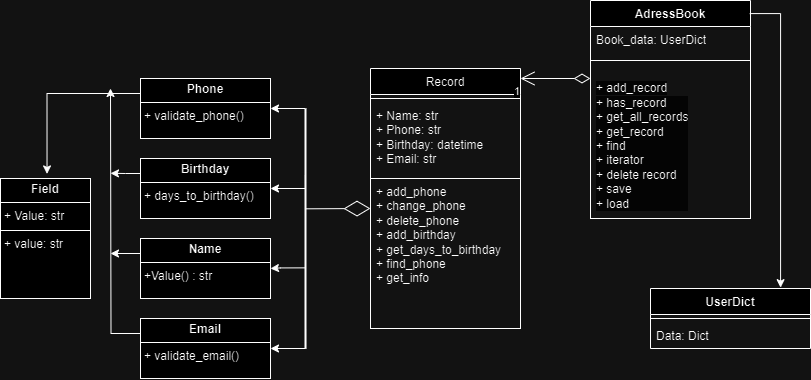 AdressBook
Book_data: UserDict
+ add_record
+ has_record
+ get_all_records
+ get_record
+ find
+ iterator
+ delete record
+ save
+ load
Record
1
+ Name: str
+ Phone: str
+ Birthday: datetime
+ Email: str
+ add_phone
+ change_phone
+ delete_phone
+ add_birthday
+ get_days_to_birthday
+ find_phone
+ get_info
Phone
+ validate_phone()
Birthday
+ days_to_birthday()
Name
+Value() : str
Email
+ validate_email()
Field
+ Value: str
+ value: str
UserDict
Data: Dict